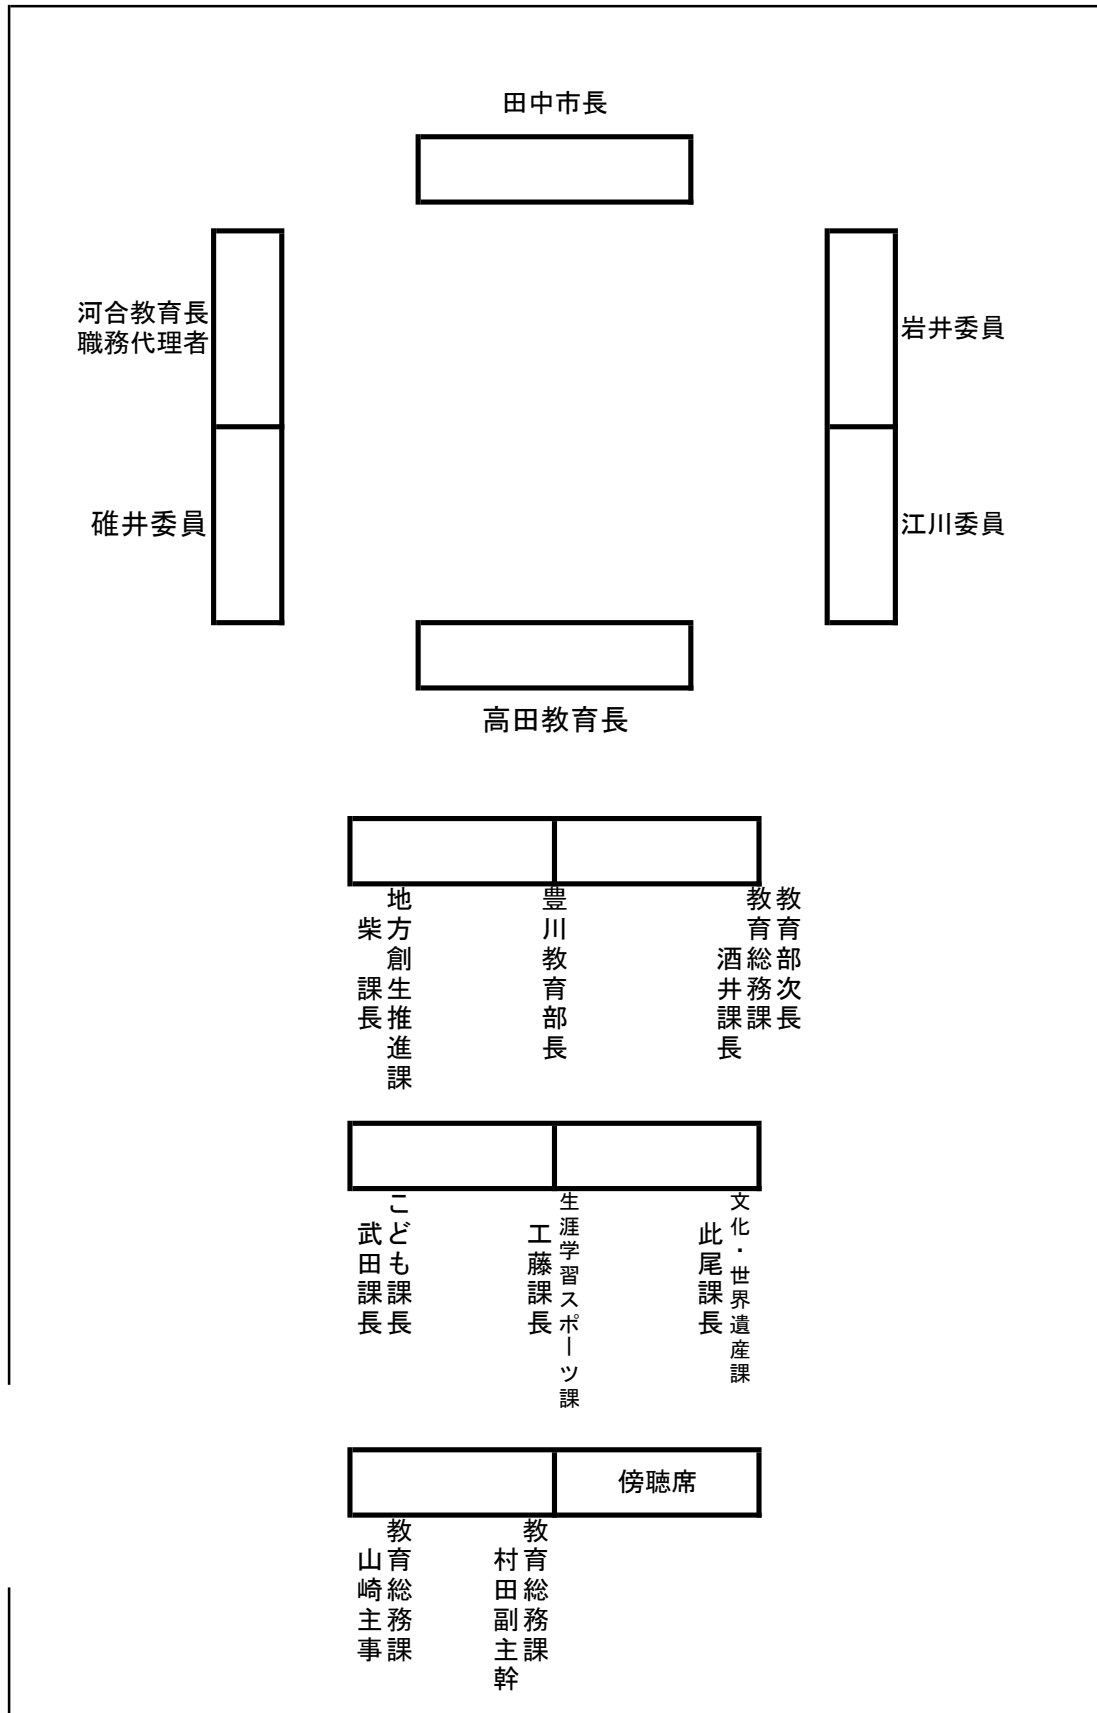 田中市長
河合教育長
職務代理者
岩井委員
碓井委員
江川委員
高田教育長
地方創生推進課
柴　課長
豊川教育部長
教育部次長
教育総務課
酒井課長
こども課長
武田課長
生涯学習スポーツ課
工藤課長
文化・世界遺産課
此尾課長
傍聴席
教育総務課
山崎主事
教育総務課
村田副主幹